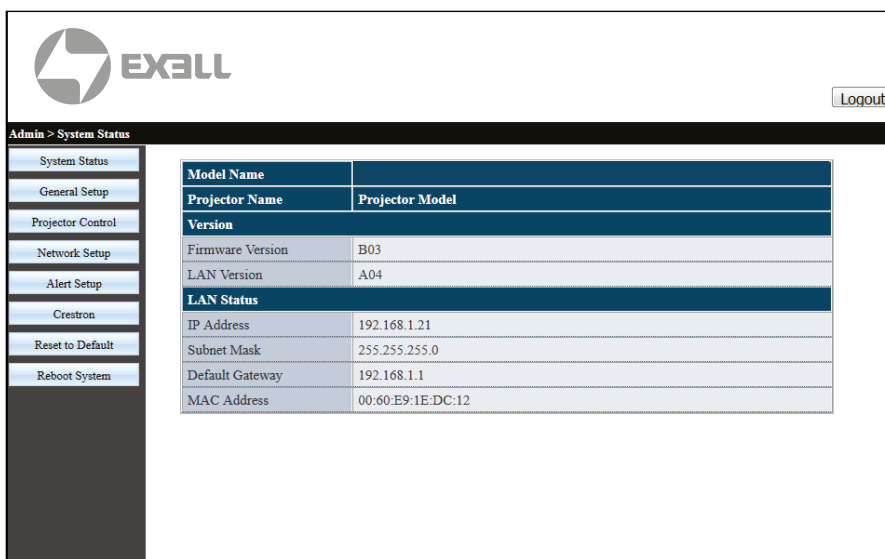 EXELL
Logout
Admin > System Status
System Status
General Setup
Projector Control
Network Setup
Alert Setup
Crestron
Reset to Default
Reboot System
Model Name
Projector Name Projector Model
Version
Firmware Version B03
LAN Version A04
LAN Status
IP Address 192.168.1.21
Subnet Mask 255.255.255.0
Default Gateway 192.168.1.1
MAC Address 00:60:E9:1E:DC:12